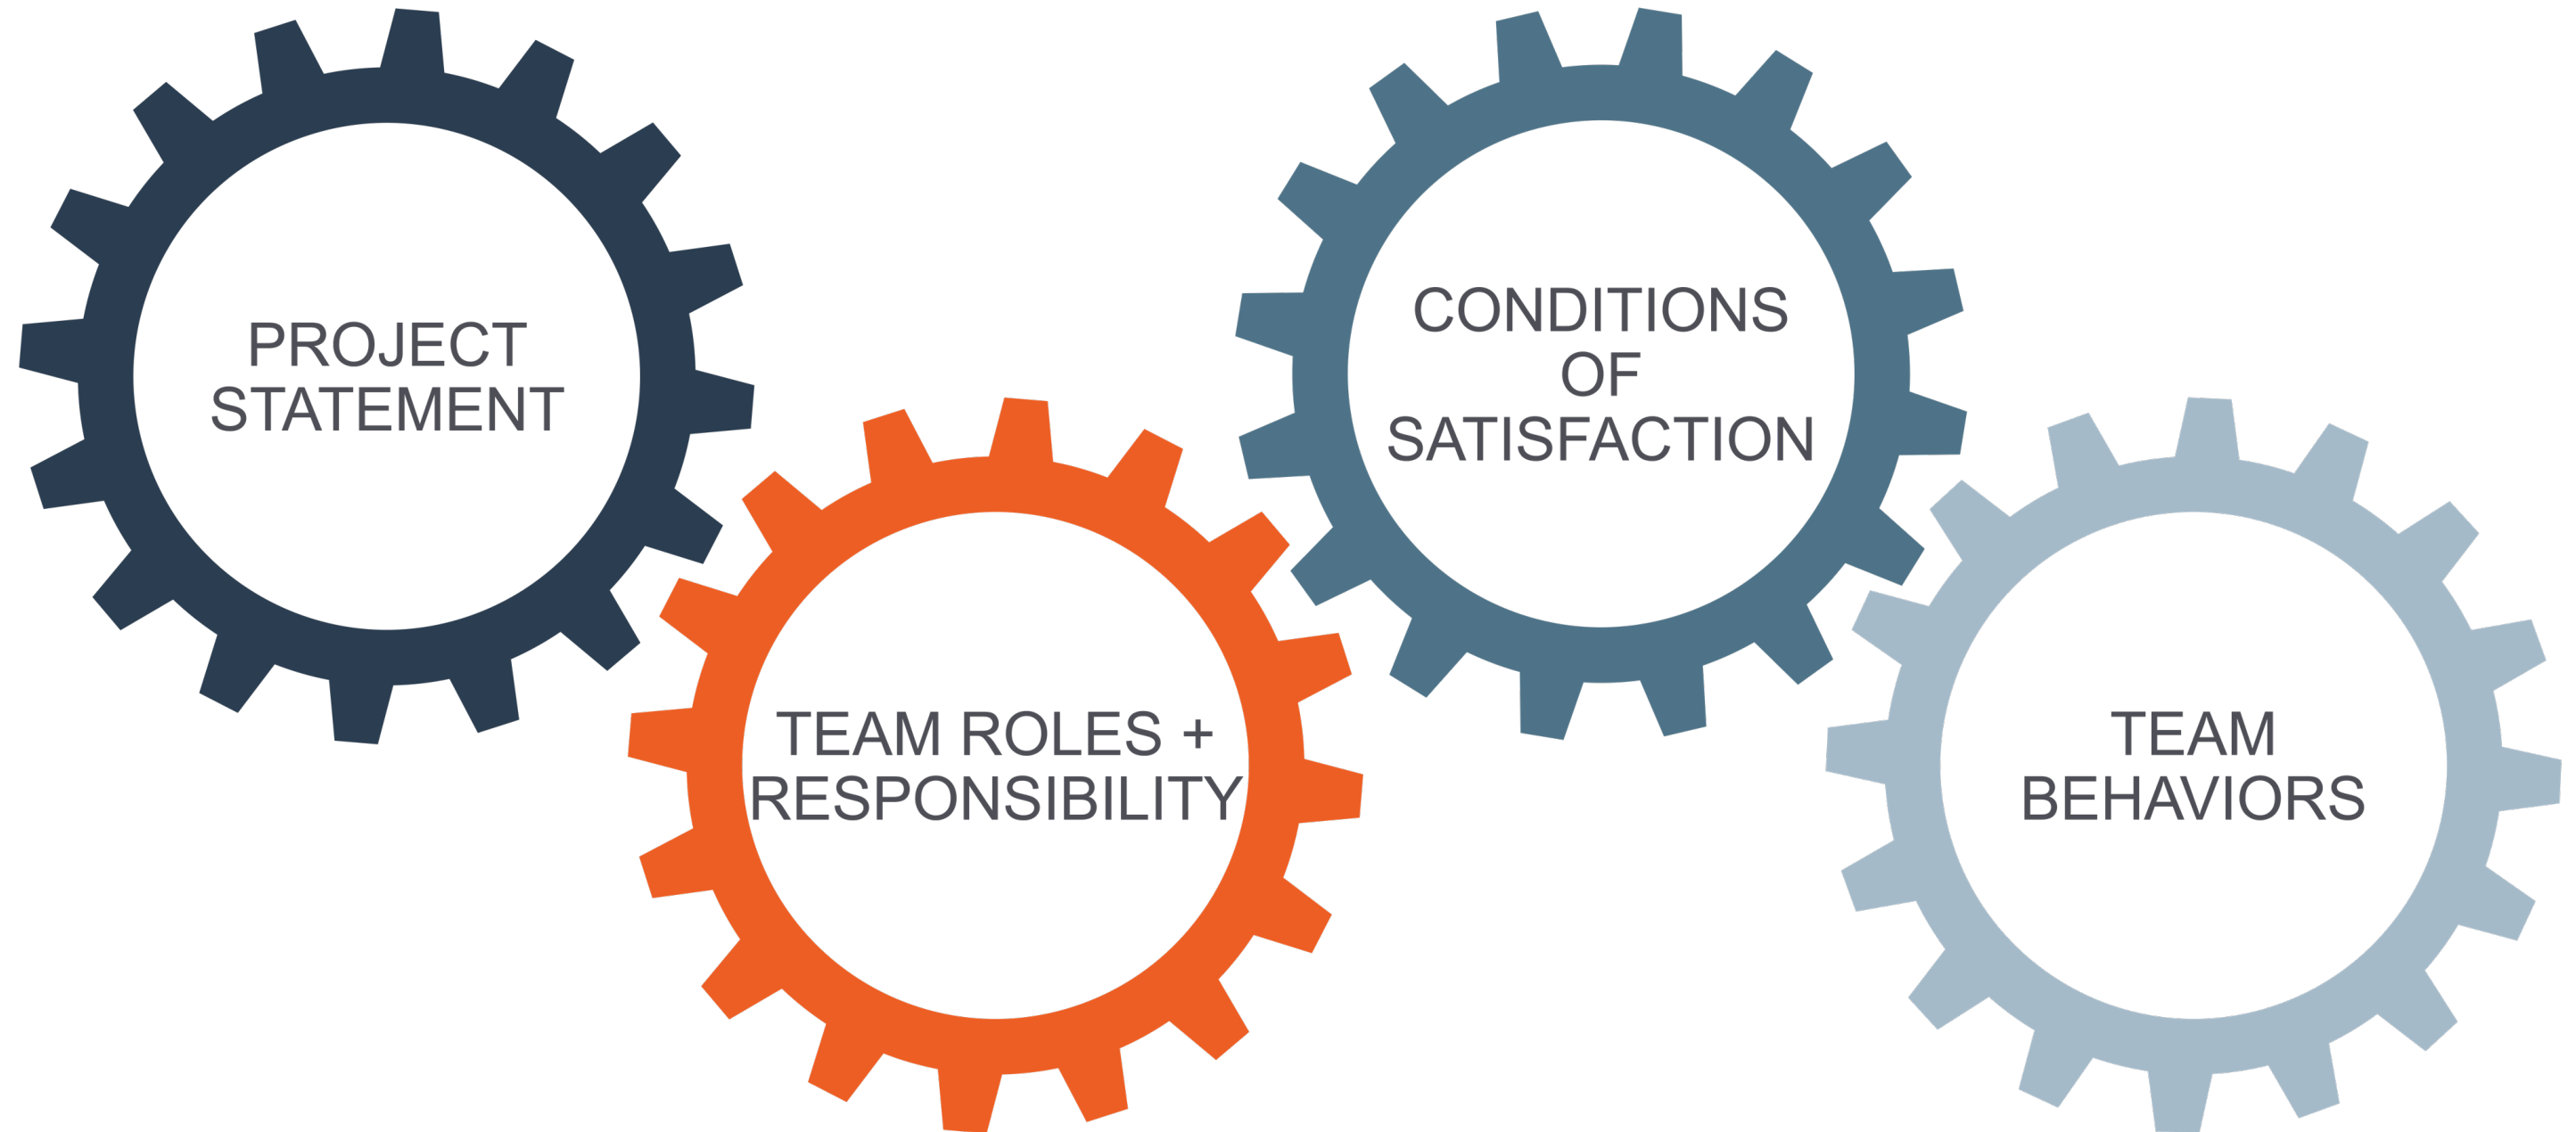 PROJECT
STATEMENT
TEAM ROLES +
RESPONSIBILITY
CONDITIONS
OF
SATISFACTION
TEAM
BEHAVIORS